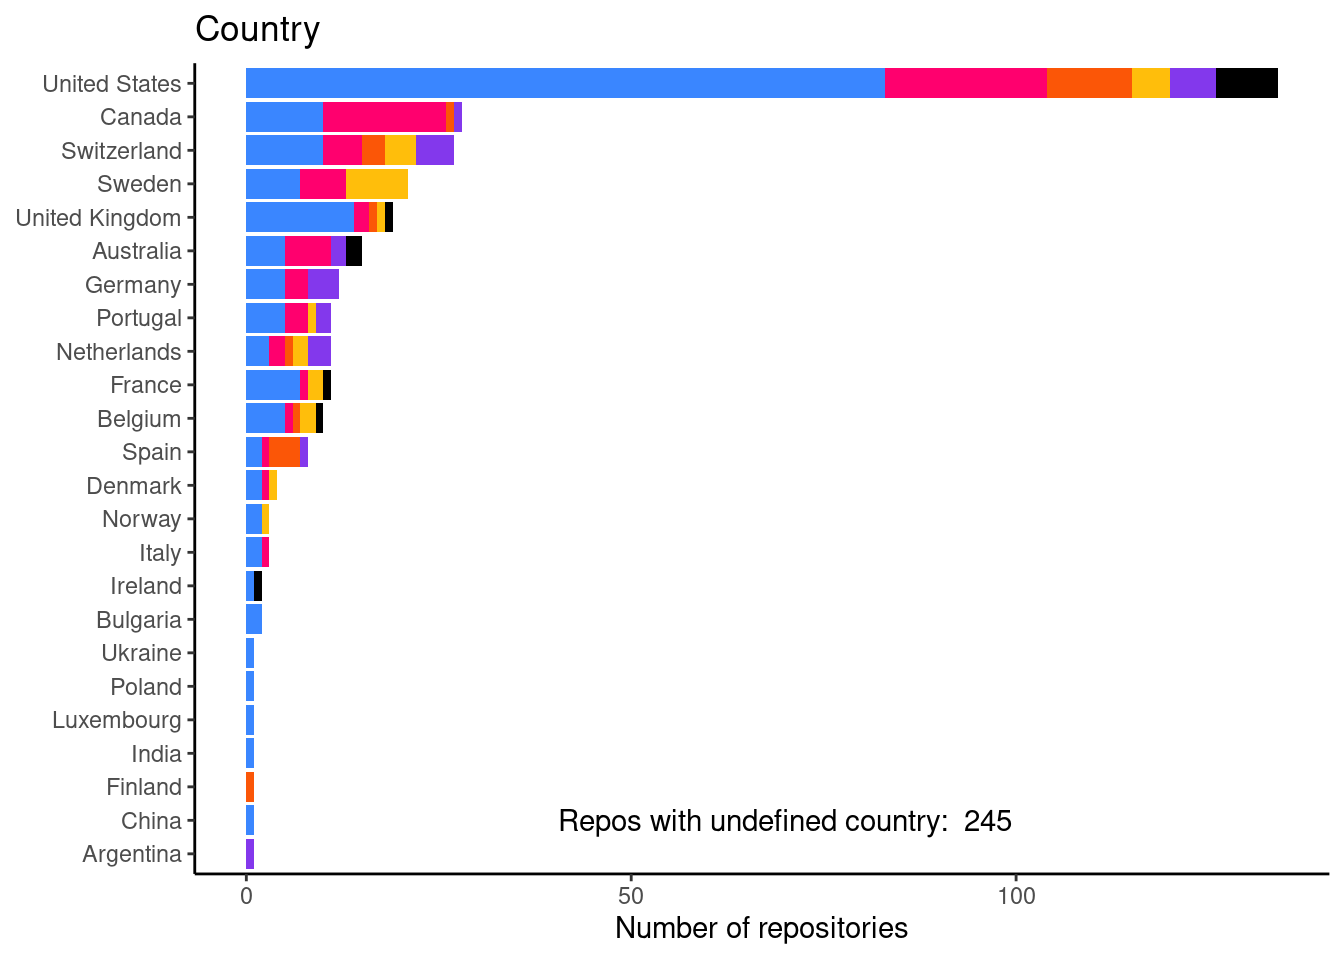 Country
United States
Canada
Switzerland
Sweden
United Kingdom
Australia
Germany
Portugal
Netherlands
France
Belgium
Spain
Denmark
Norway
Italy
Ireland
Bulgaria
Ukraine
Poland
Luxembourg
India
Finland
China
Repos with undefined country:  245
Argentina
0 50 100
Number of repositories